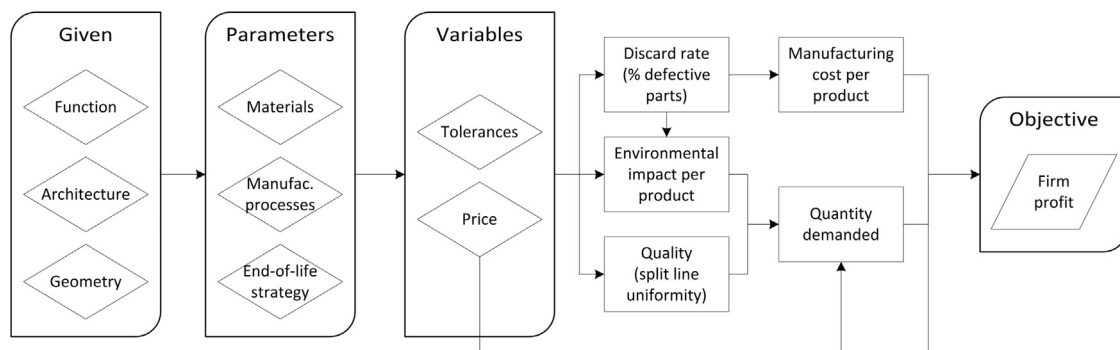 Given
Function
Architecture
Geometry
Parameters
Materials
Manufac.
processes
End-of-life
strategy
Variables
Tolerances
Price
Discard rate
(% defective
parts)
Environmental
impact per
product
Quality
(split line
uniformity)
Manufacturing
cost per
product
Quantity
demanded
Objective
Firm
profit